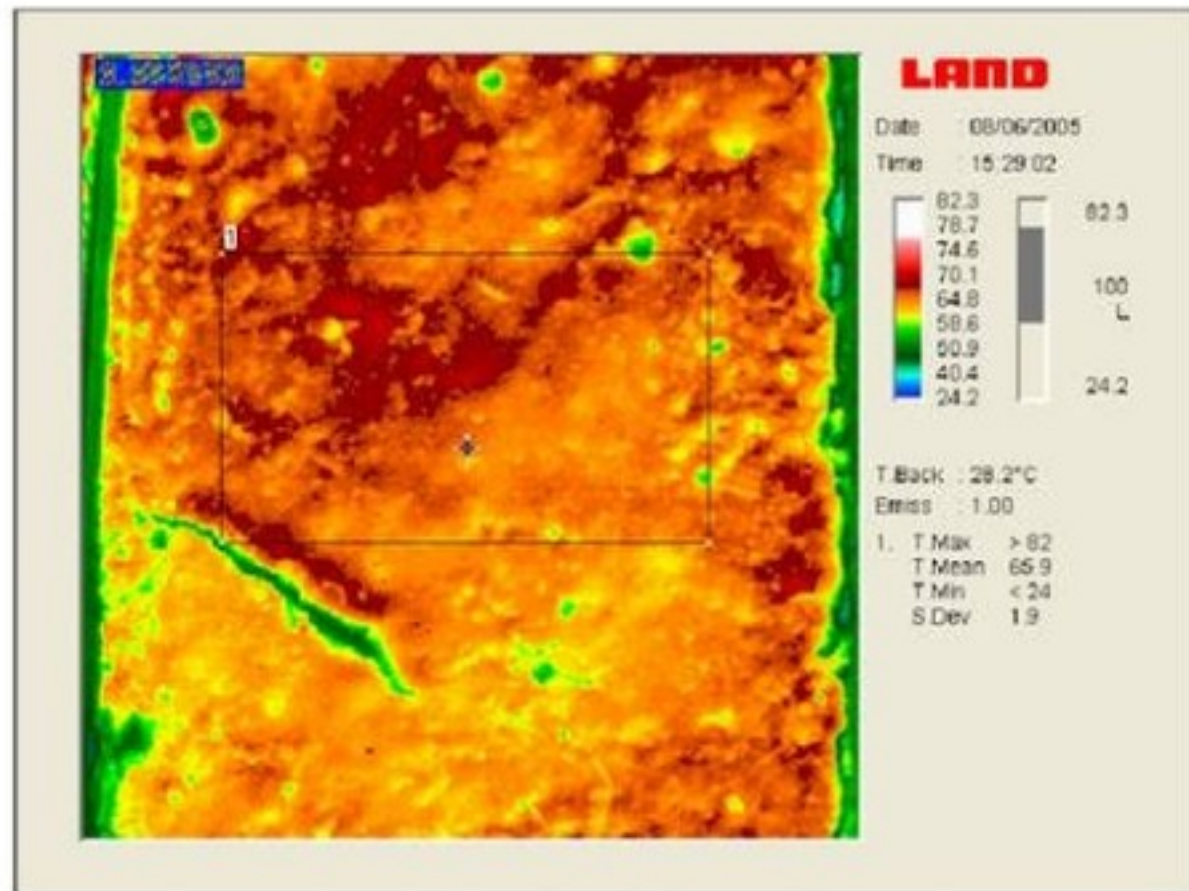 LAND
Date : 08/06/2005
Time : 15:29:02
82.3
78.7
74.6
70.1
64.8
58.6
50.9
40.4
24.2
82.3
100
L
24.2
T.Back : 28.2°C
Emiss : 1.00
1. T.Max > 82
T.Mean 65.9
T.Min < 24
S.Dev 1.9
1